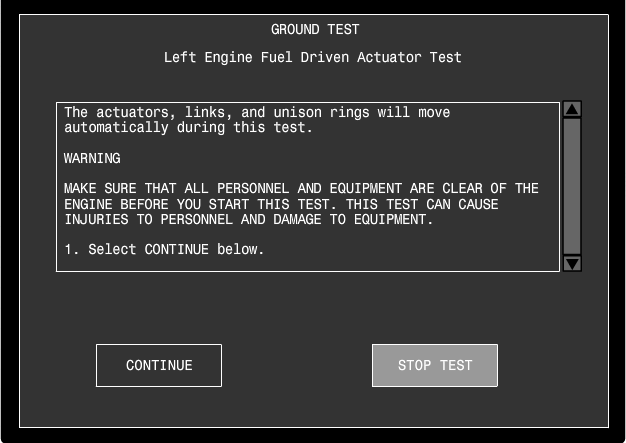 GROUND TEST
Left Engine Fuel Driven Actuator Test
The actuators, links, and unison rings will move
automatically during this test.
WARNING
MAKE SURE THAT ALL PERSONNEL AND EQUIPMENT ARE CLEAR OF THE
ENGINE BEFORE YOU START THIS TEST. THIS TEST CAN CAUSE
INJURIES TO PERSONNEL AND DAMAGE TO EQUIPMENT.
1. Select CONTINUE below.
CONTINUE
STOP TEST